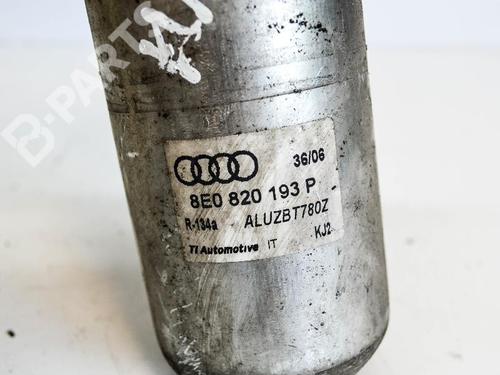 B-PARTS
36/06
8E0 820 193 P
R-134a ALUZBT780Z
TI Automotive IT KJ2